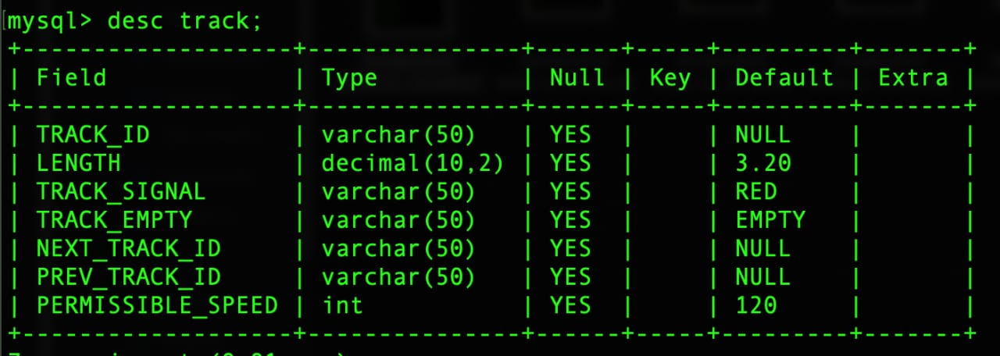 mysql> desc track;
+-------------------+---------------+------+-----+---------+-------+
| Field             | Type          | Null | Key | Default | Extra |
+-------------------+---------------+------+-----+---------+-------+
| TRACK_ID          | varchar(50)   | YES  |     | NULL    |       |
| LENGTH            | decimal(10,2) | YES  |     | 3.20    |       |
| TRACK_SIGNAL      | varchar(50)   | YES  |     | RED     |       |
| TRACK_EMPTY       | varchar(50)   | YES  |     | EMPTY   |       |
| NEXT_TRACK_ID     | varchar(50)   | YES  |     | NULL    |       |
| PREV_TRACK_ID     | varchar(50)   | YES  |     | NULL    |       |
| PERMISSIBLE_SPEED | int           | YES  |     | 120     |       |
+-------------------+---------------+------+-----+---------+-------+